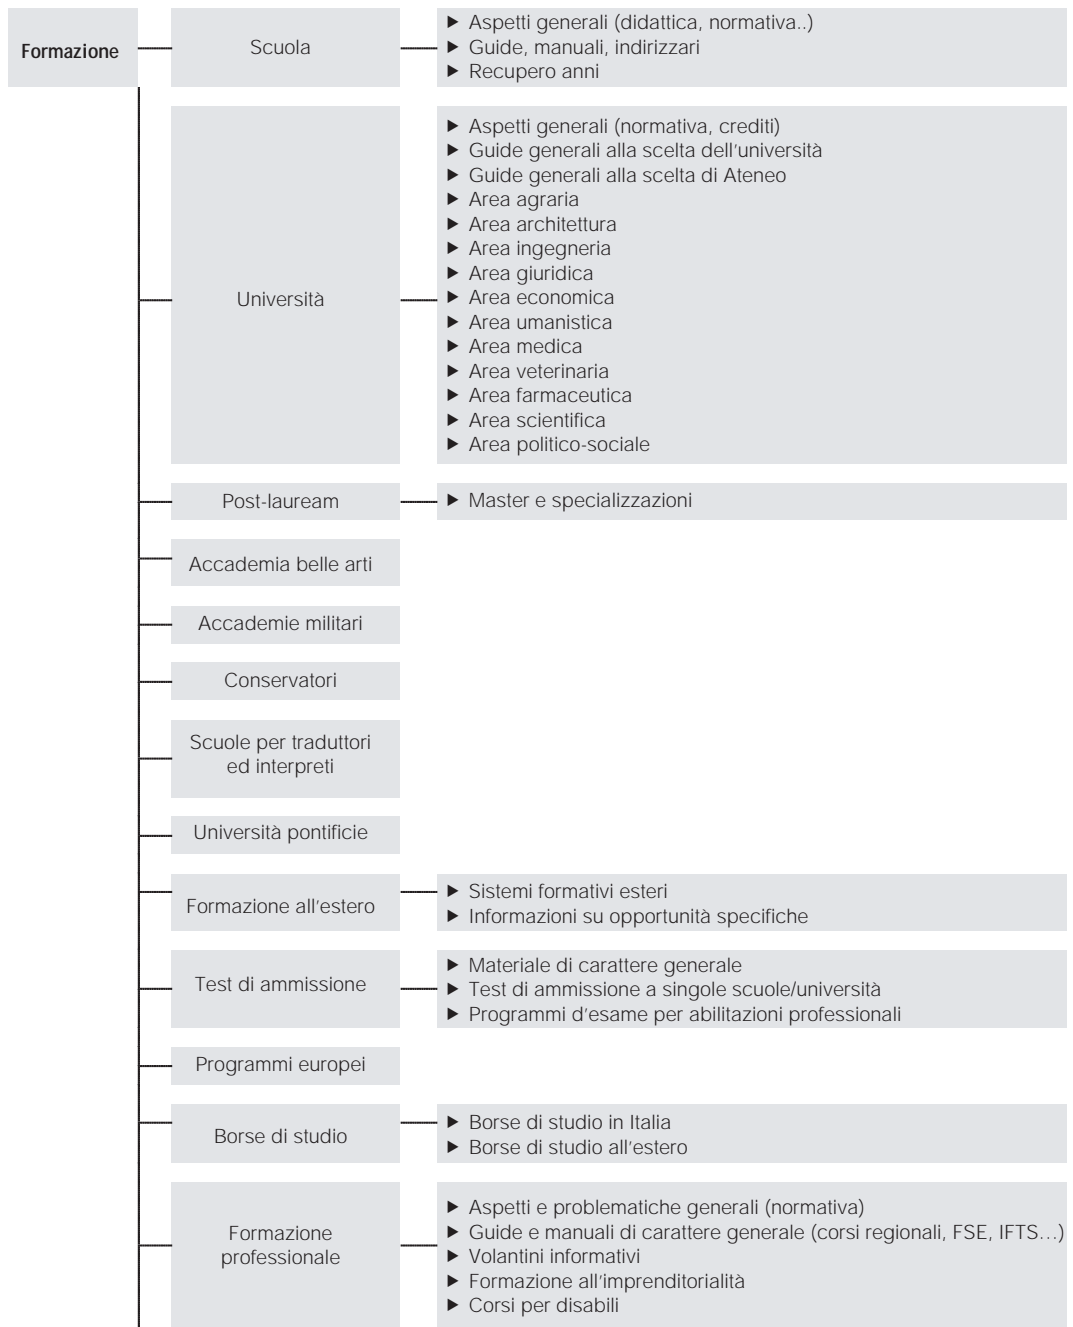 Formazione
Scuola
▶ Aspetti generali (didattica, normativa..)
▶ Guide, manuali, indirizzari
▶ Recupero anni
Università
▶ Aspetti generali (normativa, crediti)
▶ Guide generali alla scelta dell'università
▶ Guide generali alla scelta di Ateneo
▶ Area agraria
▶ Area architettura
▶ Area ingegneria
▶ Area giuridica
▶ Area economica
▶ Area umanistica
▶ Area medica
▶ Area veterinaria
▶ Area farmaceutica
▶ Area scientifica
▶ Area politico-sociale
Post-lauream
▶ Master e specializzazioni
Accademia belle arti
Accademie militari
Conservatori
Scuole per traduttori
ed interpreti
Università pontificie
Formazione all'estero
▶ Sistemi formativi esteri
▶ Informazioni su opportunità specifiche
Test di ammissione
▶ Materiale di carattere generale
▶ Test di ammissione a singole scuole/università
▶ Programmi d'esame per abilitazioni professionali
Programmi europei
Borse di studio
▶ Borse di studio in Italia
▶ Borse di studio all'estero
Formazione
professionale
▶ Aspetti e problematiche generali (normativa)
▶ Guide e manuali di carattere generale (corsi regionali, FSE, IFTS…)
▶ Volantini informativi
▶ Formazione all'imprenditorialità
▶ Corsi per disabili